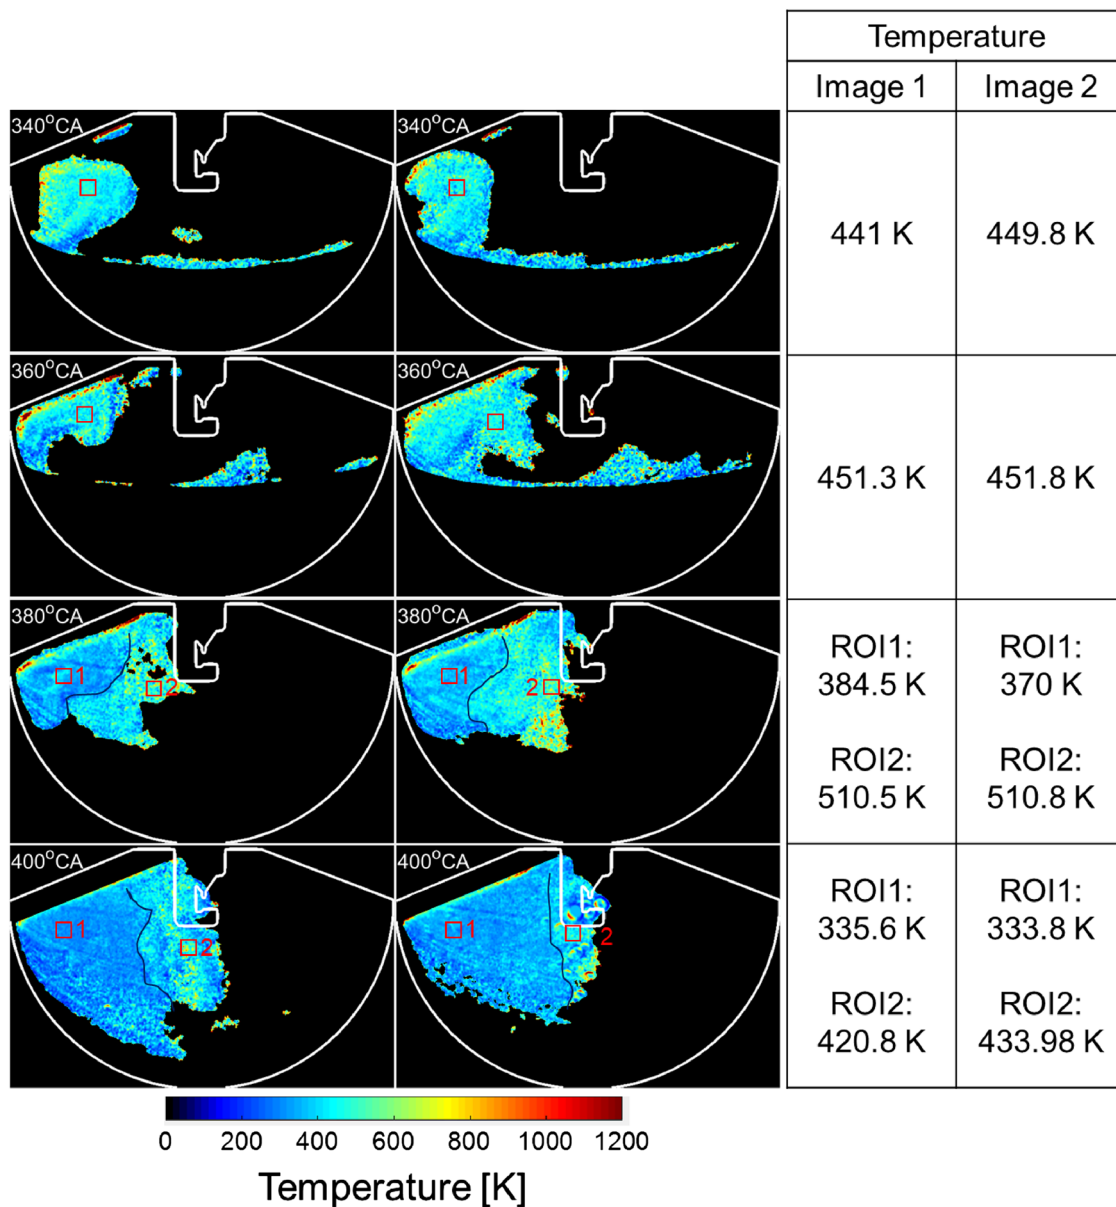 Temperature
Image 1 Image 2
340°CA 340°CA
441 K 449.8 K
360°CA 360°CA
451.3 K 451.8 K
380°CA 380°CA
1 2 1 2
ROI1: ROI1:
384.5 K 370 K
ROI2: ROI2:
510.5 K 510.8 K
400°CA 400°CA
1 2 1 2
ROI1: ROI1:
335.6 K 333.8 K
ROI2: ROI2:
420.8 K 433.98 K
0 200 400 600 800 1000 1200
Temperature [K]